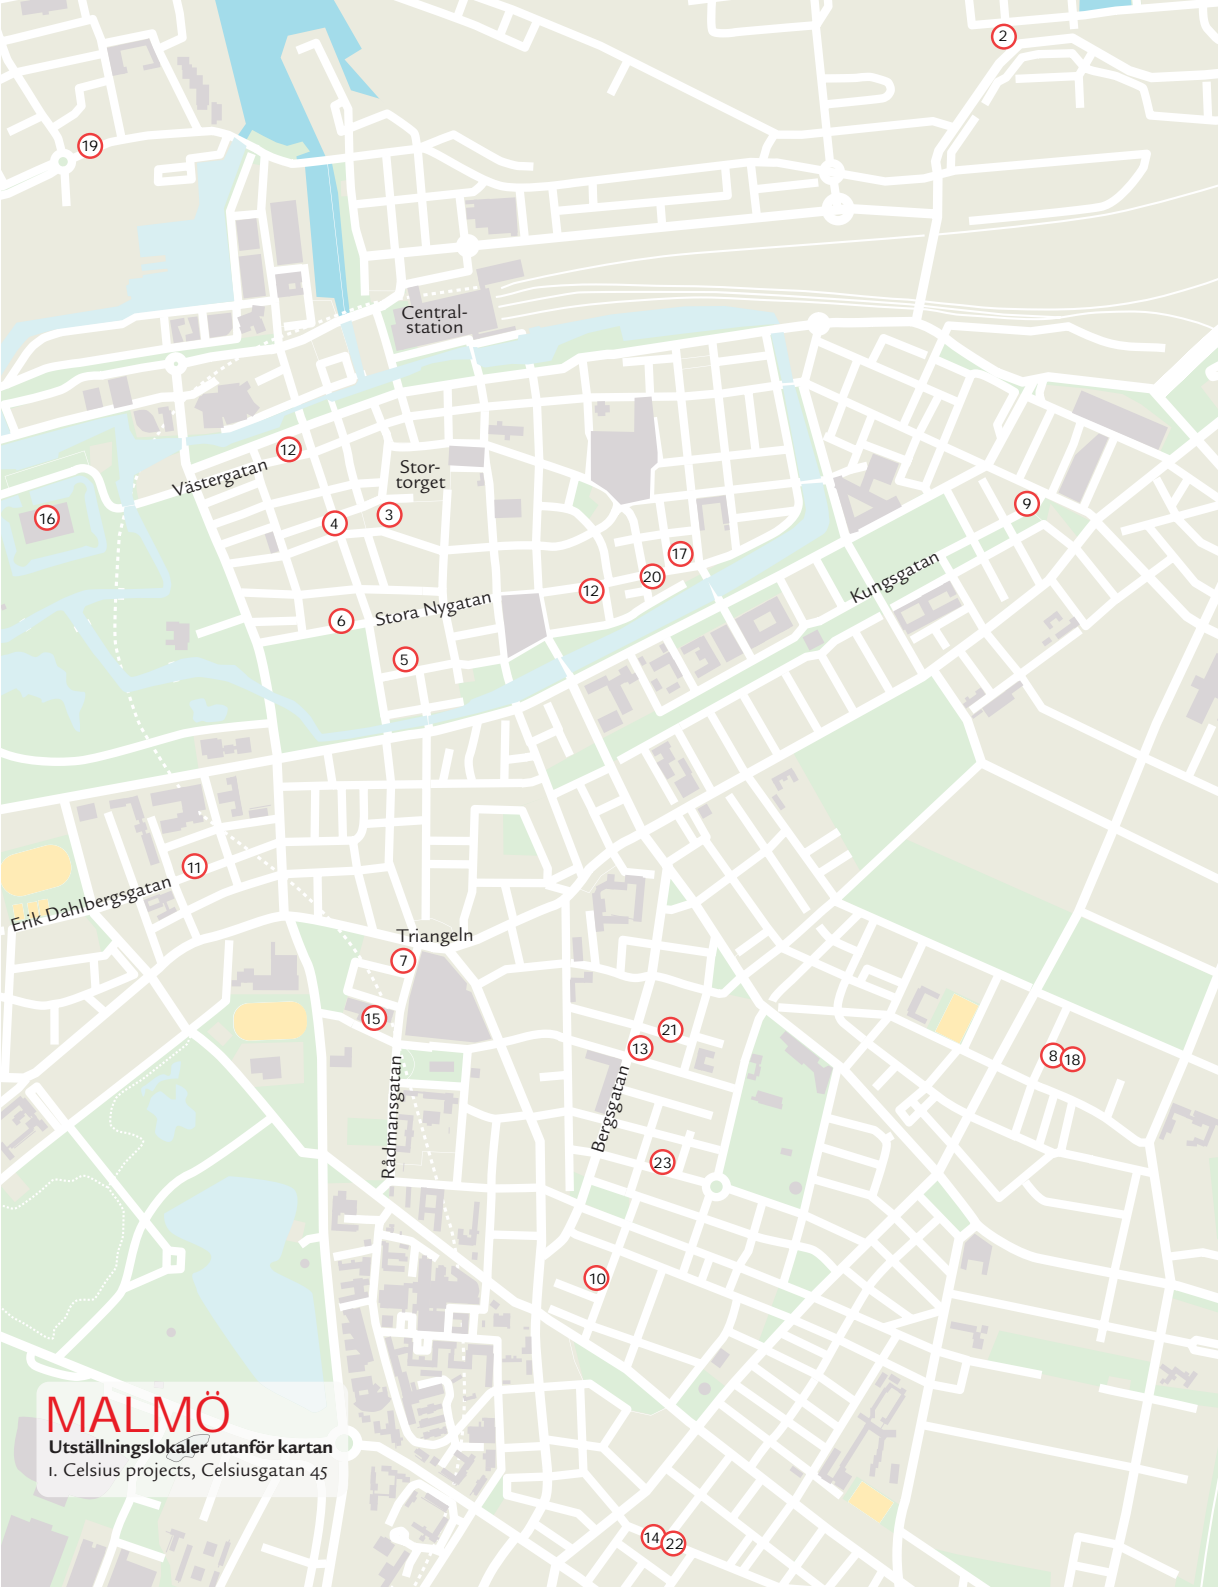 2
19
Central-
station
12
Västergatan
Stor-
torget
16
4
3
9
17
20
12
Kungsgatan
6
Stora Nygatan
5
11
Erik Dahlbergsgatan
Triangeln
7
15
21
13
8
18
Rådmansgatan
Bergsgatan
23
10
MALMÖ
Utställningslokaler utanför kartan
1. Celsius projects, Celsiusgatan 45
14
22